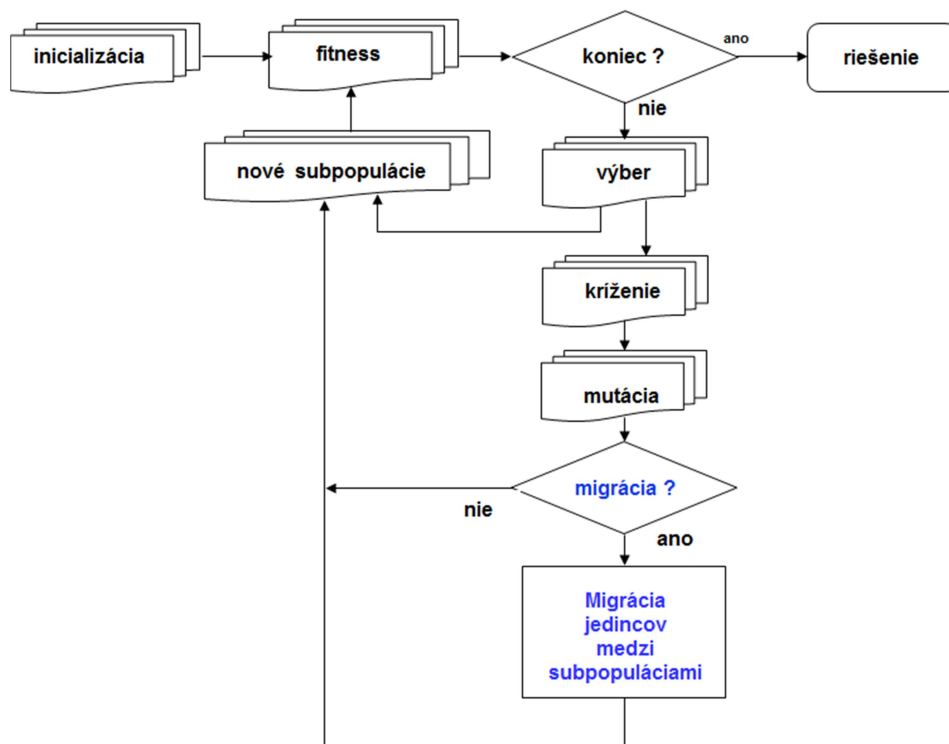 inicializácia
fitness
koniec ?
ano
riešenie
nie
nové subpopulácie
výber
kríženie
mutácia
migrácia ?
nie
ano
Migrácia
jedincov
medzi
subpopuláciami